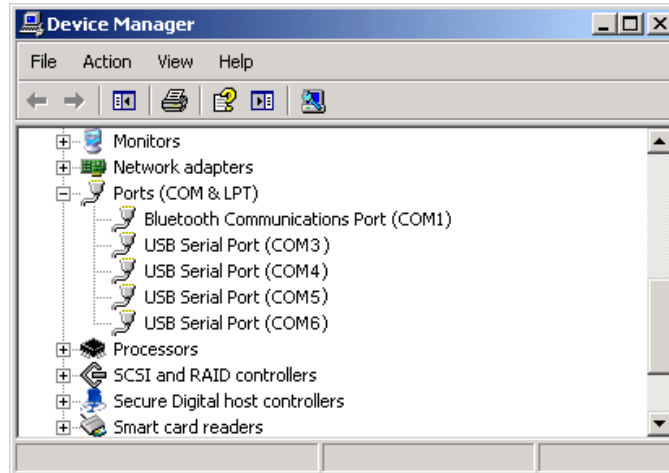 Device Manager
File Action View Help
Monitors
Network adapters
Ports (COM & LPT)
Bluetooth Communications Port (COM1)
USB Serial Port (COM3)
USB Serial Port (COM4)
USB Serial Port (COM5)
USB Serial Port (COM6)
Processors
SCSI and RAID controllers
Secure Digital host controllers
Smart card readers